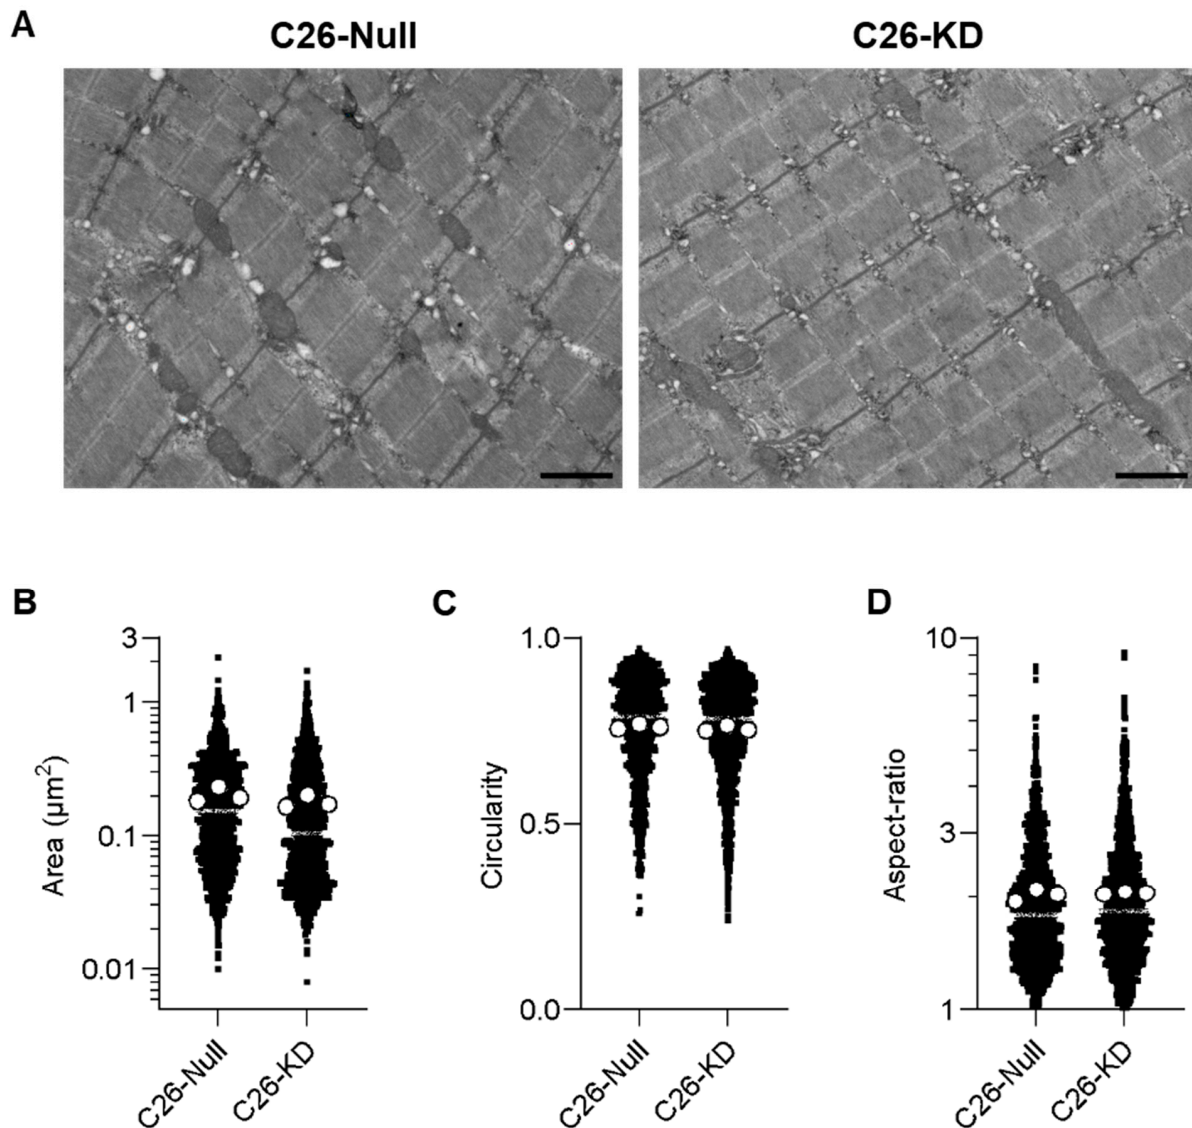 A
C26-Null
C26-KD
B
3
1
0.1
0.01
Area (µm2)
C26-Null
C26-KD
C
1.0
0.5
0.0
Circularity
C26-Null
C26-KD
D
10
3
1
Aspect-ratio
C26-Null
C26-KD